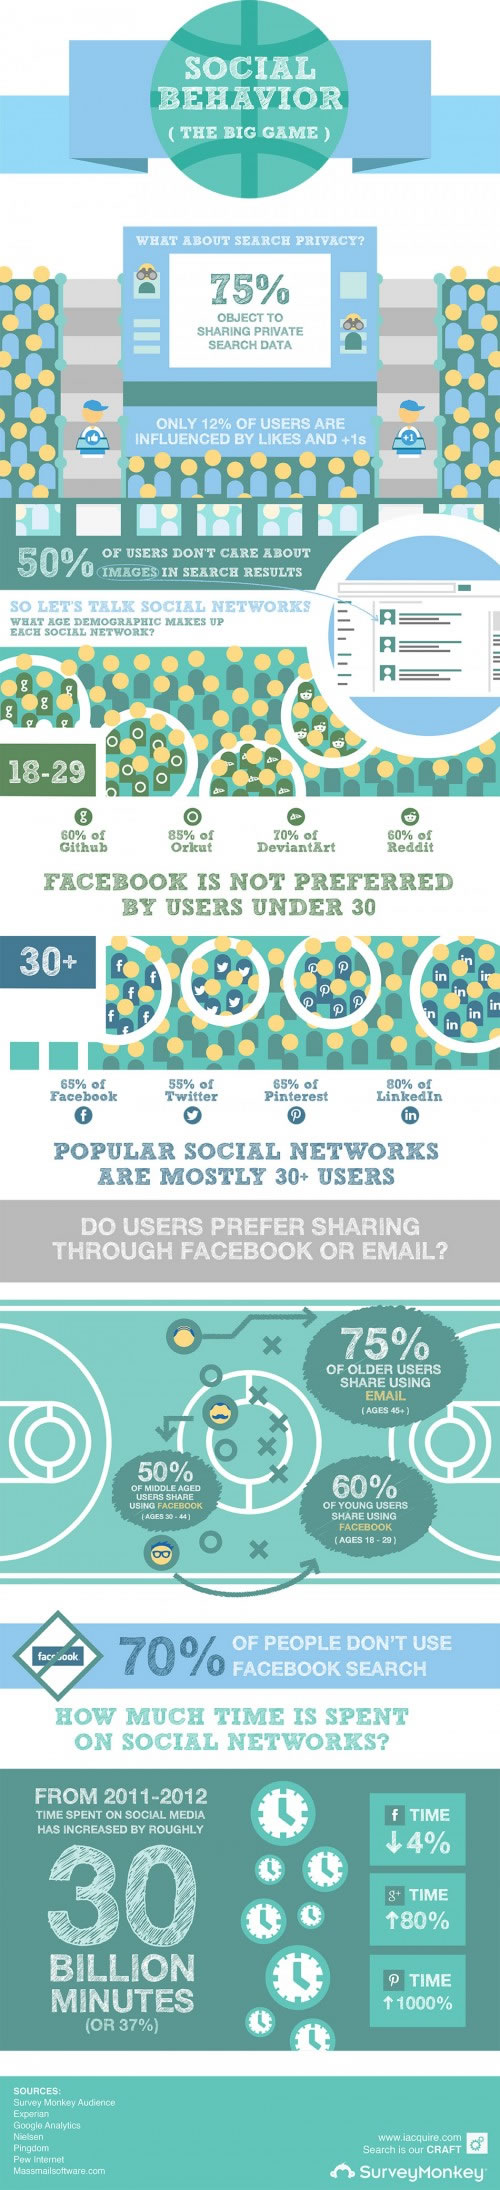 SOCIAL
BEHAVIOR
( THE BIG GAME )
WHAT ABOUT SEARCH PRIVACY?
75%
OBJECT TO
SHARING PRIVATE
SEARCH DATA
ONLY 12% OF USERS ARE
INFLUENCED BY LIKES AND +1s
+1
50% OF USERS DON'T CARE ABOUT
IMAGES IN SEARCH RESULTS
SO LET'S TALK SOCIAL NETWORKS
WHAT AGE DEMOGRAPHIC MAKES UP
EACH SOCIAL NETWORK?
18-29
60% of
Github
85% of
Orkut
70% of
DeviantArt
60% of
Reddit
FACEBOOK IS NOT PREFERRED
BY USERS UNDER 30
30+
65% of
Facebook
55% of
Twitter
65% of
Pinterest
80% of
LinkedIn
POPULAR SOCIAL NETWORKS
ARE MOSTLY 30+ USERS
DO USERS PREFER SHARING
THROUGH FACEBOOK OR EMAIL?
75%
OF OLDER USERS
SHARE USING
EMAIL
( AGES 45+ )
50%
OF MIDDLE AGED
USERS SHARE
USING FACEBOOK
( AGES 30 - 44 )
60%
OF YOUNG USERS
SHARE USING
FACEBOOK
( AGES 18 - 29 )
facebook
70% OF PEOPLE DON'T USE
FACEBOOK SEARCH
HOW MUCH TIME IS SPENT
ON SOCIAL NETWORKS?
FROM 2011-2012
TIME SPENT ON SOCIAL MEDIA
HAS INCREASED BY ROUGHLY
30
BILLION
MINUTES
(OR 37%)
f TIME
↓4%
g+ TIME
↑80%
TIME
↑1000%
SOURCES:
Survey Monkey Audience
Experian
Google Analytics
Nielsen
Pingdom
Pew Internet
Massmailsoftware.com
www.iacquire.com
Search is our CRAFT
SurveyMonkey